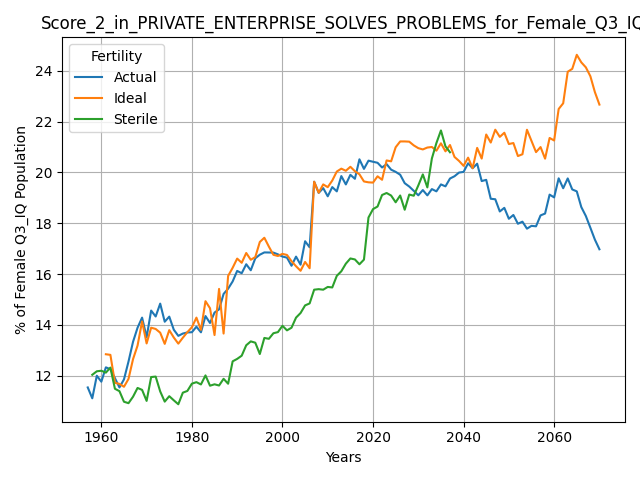 Score_2_in_PRIVATE_ENTERPRISE_SOLVES_PROBLEMS_for_Female_Q3_IQ
Fertility
Actual
Ideal
Sterile
% of Female Q3_IQ Population
24
22
20
18
16
14
12
1960 1980 2000 2020 2040 2060
Years